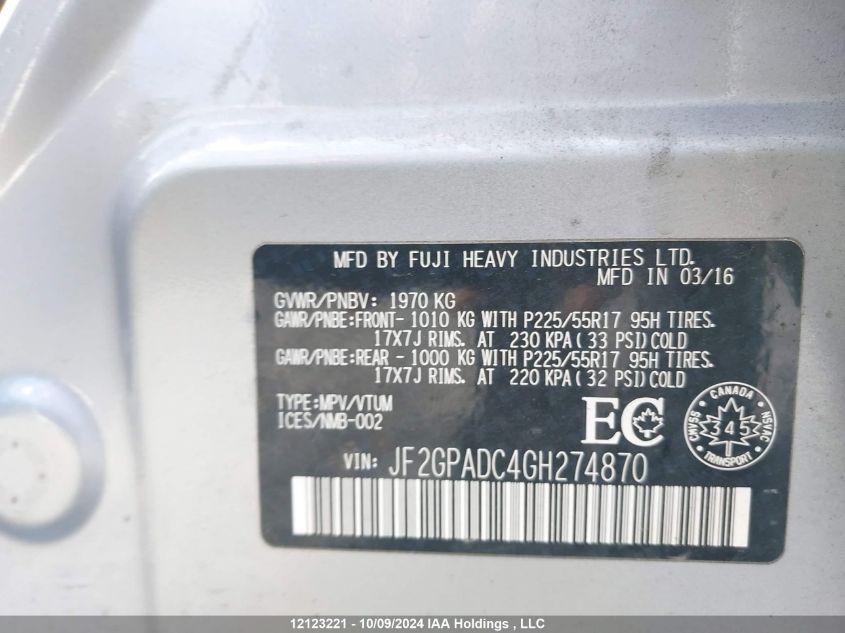 MFD BY FUJI HEAVY INDUSTRIES LTD.
MFD IN 03/16
GVWR/PNBV: 1970 KG
GAWR/PNBE:FRONT- 1010 KG WITH P225/55R17 95H TIRES.
17X7J RIMS. AT 230 KPA(33 PSI)COLD
GAWR/PNBE:REAR - 1000 KG WITH P225/55R17 95H TIRES.
17X7J RIMS. AT 220 KPA(32 PSI)COLD
TYPE:MPV/VTUM
ICES/NMB-002
EC
CANADA
CMVSS 345 NSVAC
TRANSPORT
VIN: JF2GPADC4GH274870
12123221 - 10/09/2024 IAA Holdings , LLC